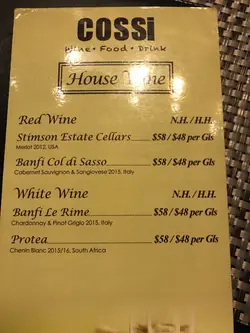 COSSi
Wine • Food • Drink
House Wine
Red Wine N.H. / H.H.
Stimson Estate Cellars $58 / $48 per Gls
Merlot 2012, USA
Banfi Col di Sasso $58 / $48 per Gls
Cabernet Sauvignon & Sangiovese 2015, Italy
White Wine N.H. / H.H.
Banfi Le Rime $58 / $48 per Gls
Chardonnay & Pinot Grigio 2015, Italy
Protea $58 / $48 per Gls
Chenin Blanc 2015/16, South Africa